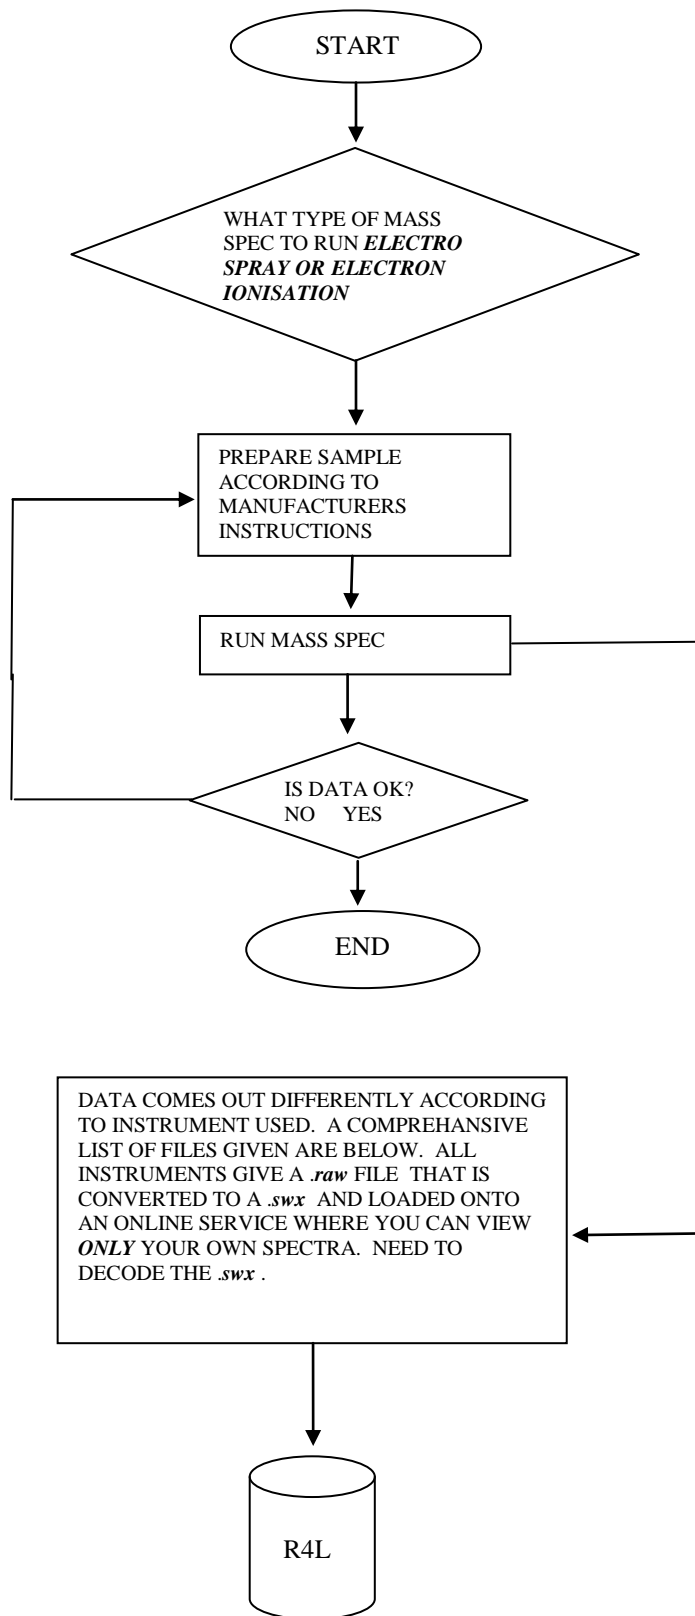 START
WHAT TYPE OF MASS
SPEC TO RUN ELECTRO
SPRAY OR ELECTRON
IONISATION
PREPARE SAMPLE
ACCORDING TO
MANUFACTURERS
INSTRUCTIONS
RUN MASS SPEC
IS DATA OK?
NO YES
END
DATA COMES OUT DIFFERENTLY ACCORDING
TO INSTRUMENT USED. A COMPREHANSIVE
LIST OF FILES GIVEN ARE BELOW. ALL
INSTRUMENTS GIVE A .raw FILE THAT IS
CONVERTED TO A .swx AND LOADED ONTO
AN ONLINE SERVICE WHERE YOU CAN VIEW
ONLY YOUR OWN SPECTRA. NEED TO
DECODE THE .swx .
R4L